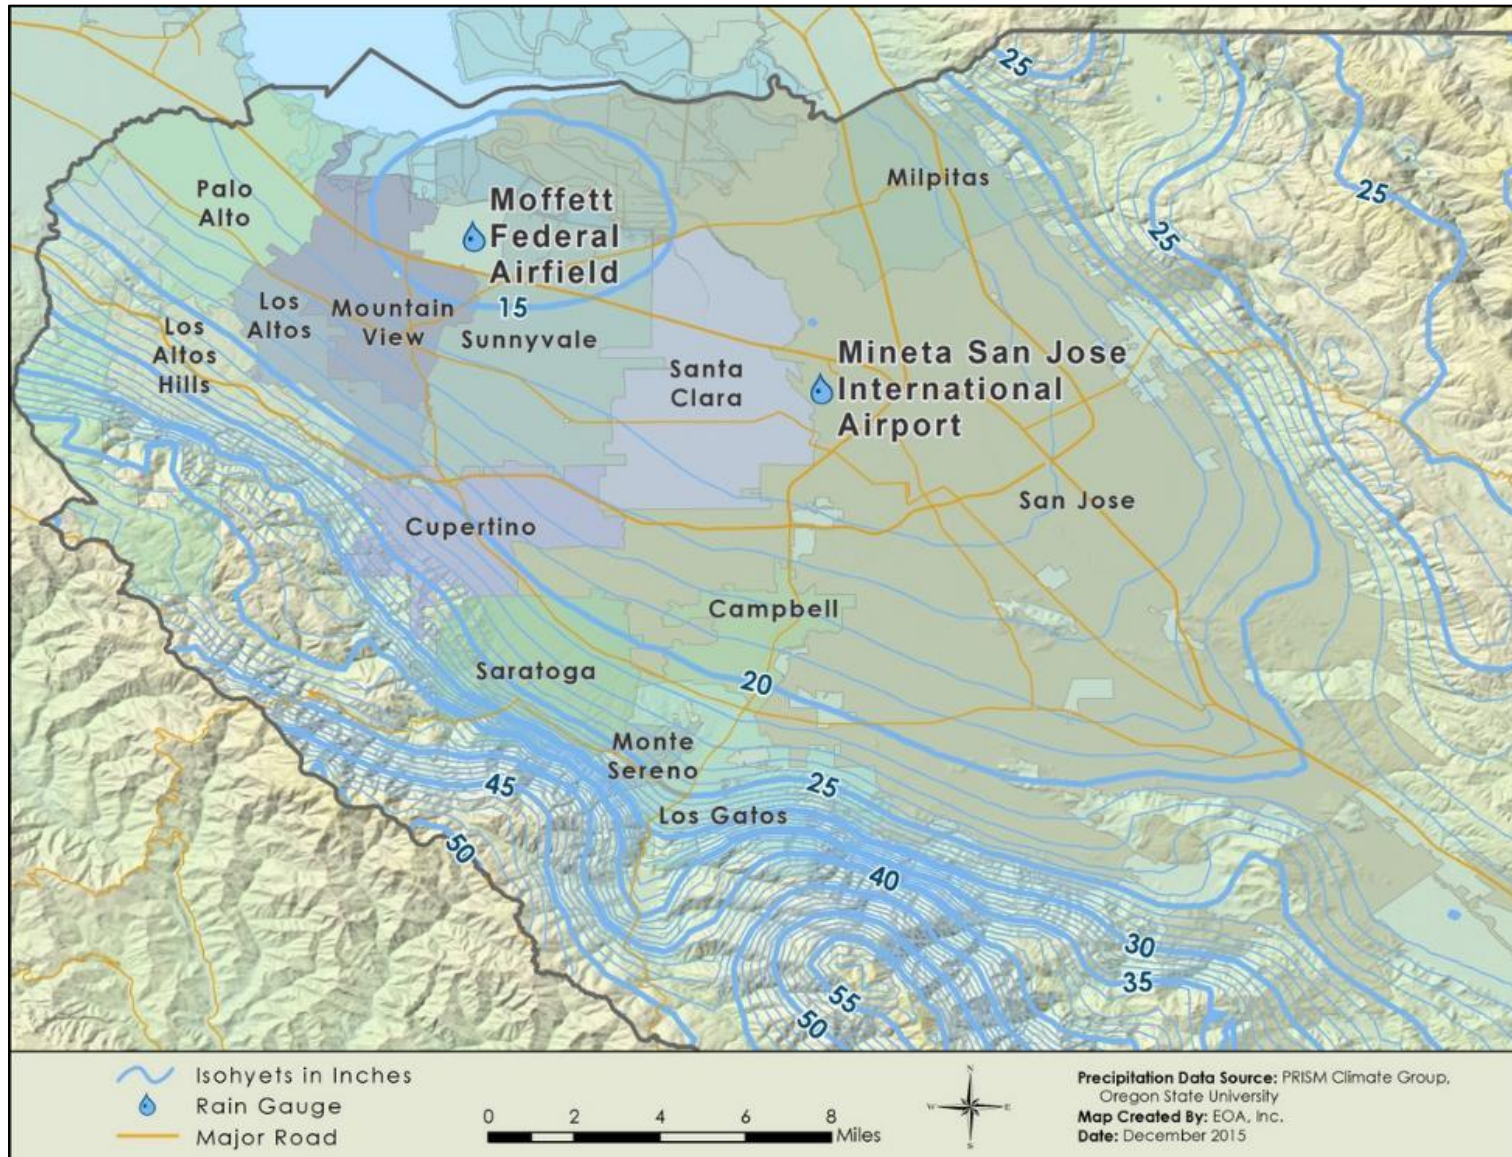 25
Palo
Alto
Milpitas
Moffett
Federal
Airfield
25
25
15
Los
Altos
Mountain
View
Sunnyvale
Los
Altos
Hills
Santa
Clara
Mineta San Jose
International
Airport
San Jose
Cupertino
Campbell
Saratoga
20
Monte
Sereno
45
25
Los Gatos
50
40
30
35
55
50
Isohyets in Inches
Rain Gauge
Major Road
0 2 4 6 8
Miles
N
W E
S
Precipitation Data Source: PRISM Climate Group,
Oregon State University
Map Created By: EOA, Inc.
Date: December 2015